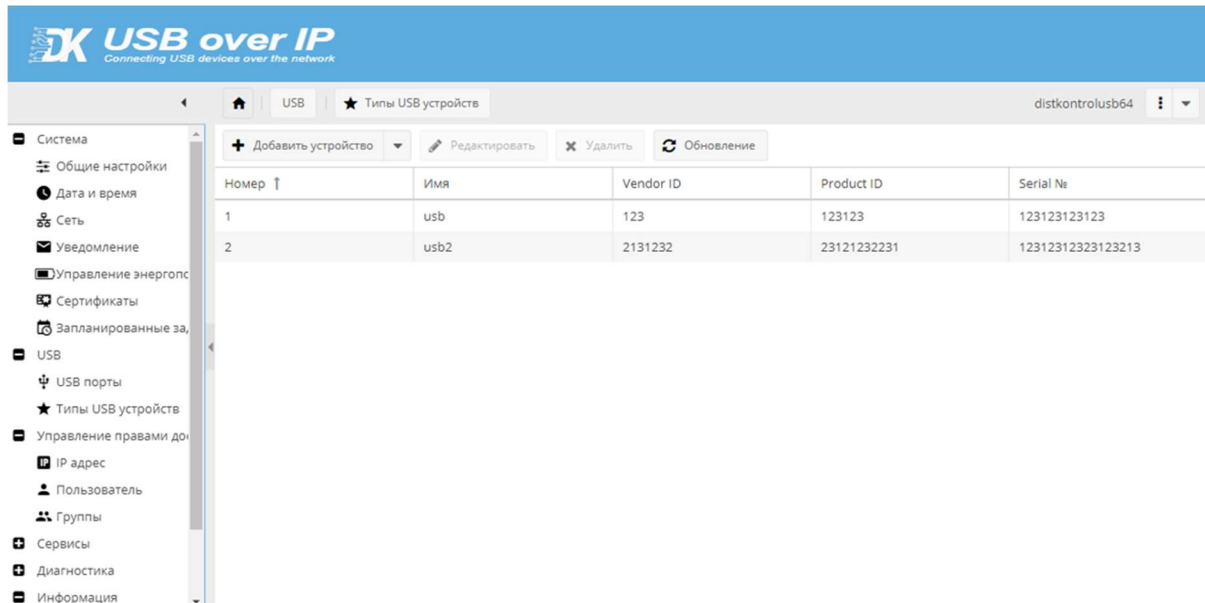 DK USB over IP
Connecting USB devices over the network
USB
Типы USB устройств
distkontrolusb64
Система
Общие настройки
Дата и время
Сеть
Уведомление
Управление энергопс
Сертификаты
Запланированные за,
USB
USB порты
Типы USB устройств
Управление правами до
IP адрес
Пользователь
Группы
Сервисы
Диагностика
Информация
Добавить устройство Редактировать Удалить Обновление
Номер ↑ Имя Vendor ID Product ID Serial №
1 usb 123 123123 123123123123
2 usb2 2131232 23121232231 12312312323123213